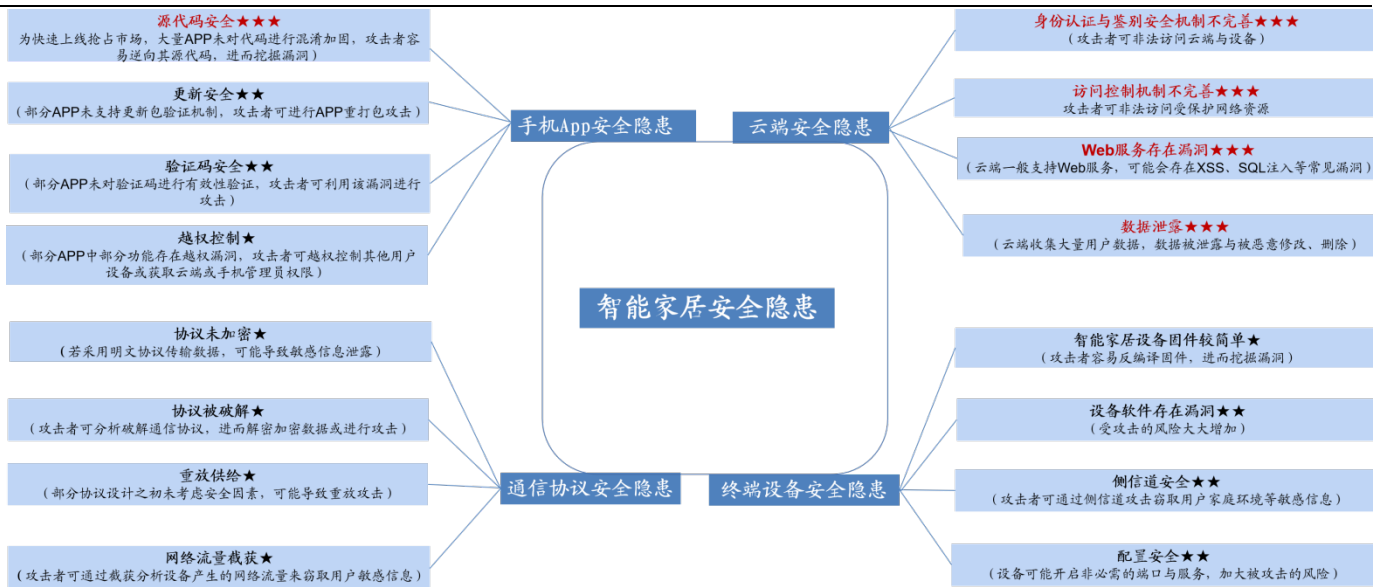 源代码安全★★★
为快速上线抢占市场，大量APP未对代码进行混淆加固，攻击者容
易逆向其源代码，进而挖掘漏洞）
更新安全★★
（部分APP未支持更新包验证机制，攻击者可进行APP重打包攻击）
验证码安全★★
（部分APP未对验证码进行有效性验证，攻击者可利用该漏洞进行
攻击）
越权控制★
（部分APP中部分功能存在越权漏洞，攻击者可越权控制其他用户
设备或获取云端或手机管理员权限）
手机App安全隐患
云端安全隐患
身份认证与鉴别安全机制不完善★★★
（攻击者可非法访问云端与设备）
访问控制机制不完善★★★
攻击者可非法访问受保护网络资源
Web服务存在漏洞★★★
（云端一般支持Web服务，可能会存在XSS、SQL注入等常见漏洞）
数据泄露★★★
（云端收集大量用户数据，数据被泄露与被恶意修改、删除）
智能家居安全隐患
协议未加密★
（若采用明文协议传输数据，可能导致敏感信息泄露）
协议被破解★
（攻击者可分析破解通信协议，进而解密加密数据或进行攻击）
重放供给★
（部分协议设计之初未考虑安全因素，可能导致重放攻击）
网络流量截获★
（攻击者可通过截获分析设备产生的网络流量来窃取用户敏感信息）
通信协议安全隐患
终端设备安全隐患
智能家居设备固件较简单★
（攻击者容易反编译固件，进而挖掘漏洞）
设备软件存在漏洞★★
（受攻击的风险大大增加）
侧信道安全★★
（攻击者可通过侧信道攻击窃取用户家庭环境等敏感信息）
配置安全★★
（设备可能开启非必需的端口与服务，加大被攻击的风险）